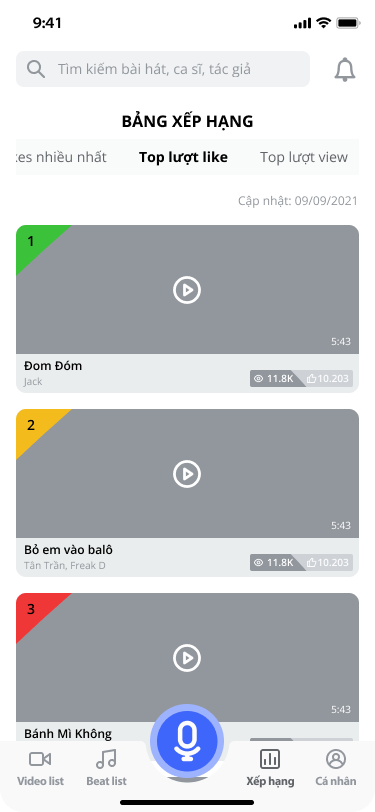 9:41
Tìm kiếm bài hát, ca sĩ, tác giả
BẢNG XẾP HẠNG
nhiều nhất Top lượt like Top lượt view
Cập nhật: 09/09/2021
1
5:43
Đom Đóm
Jack
11.8K 10.203
2
5:43
Bỏ em vào balô
Tân Trần, Freak D
11.8K 10.203
3
5:43
Bánh Mì Không
Video list Beat list Xếp hạng Cá nhân